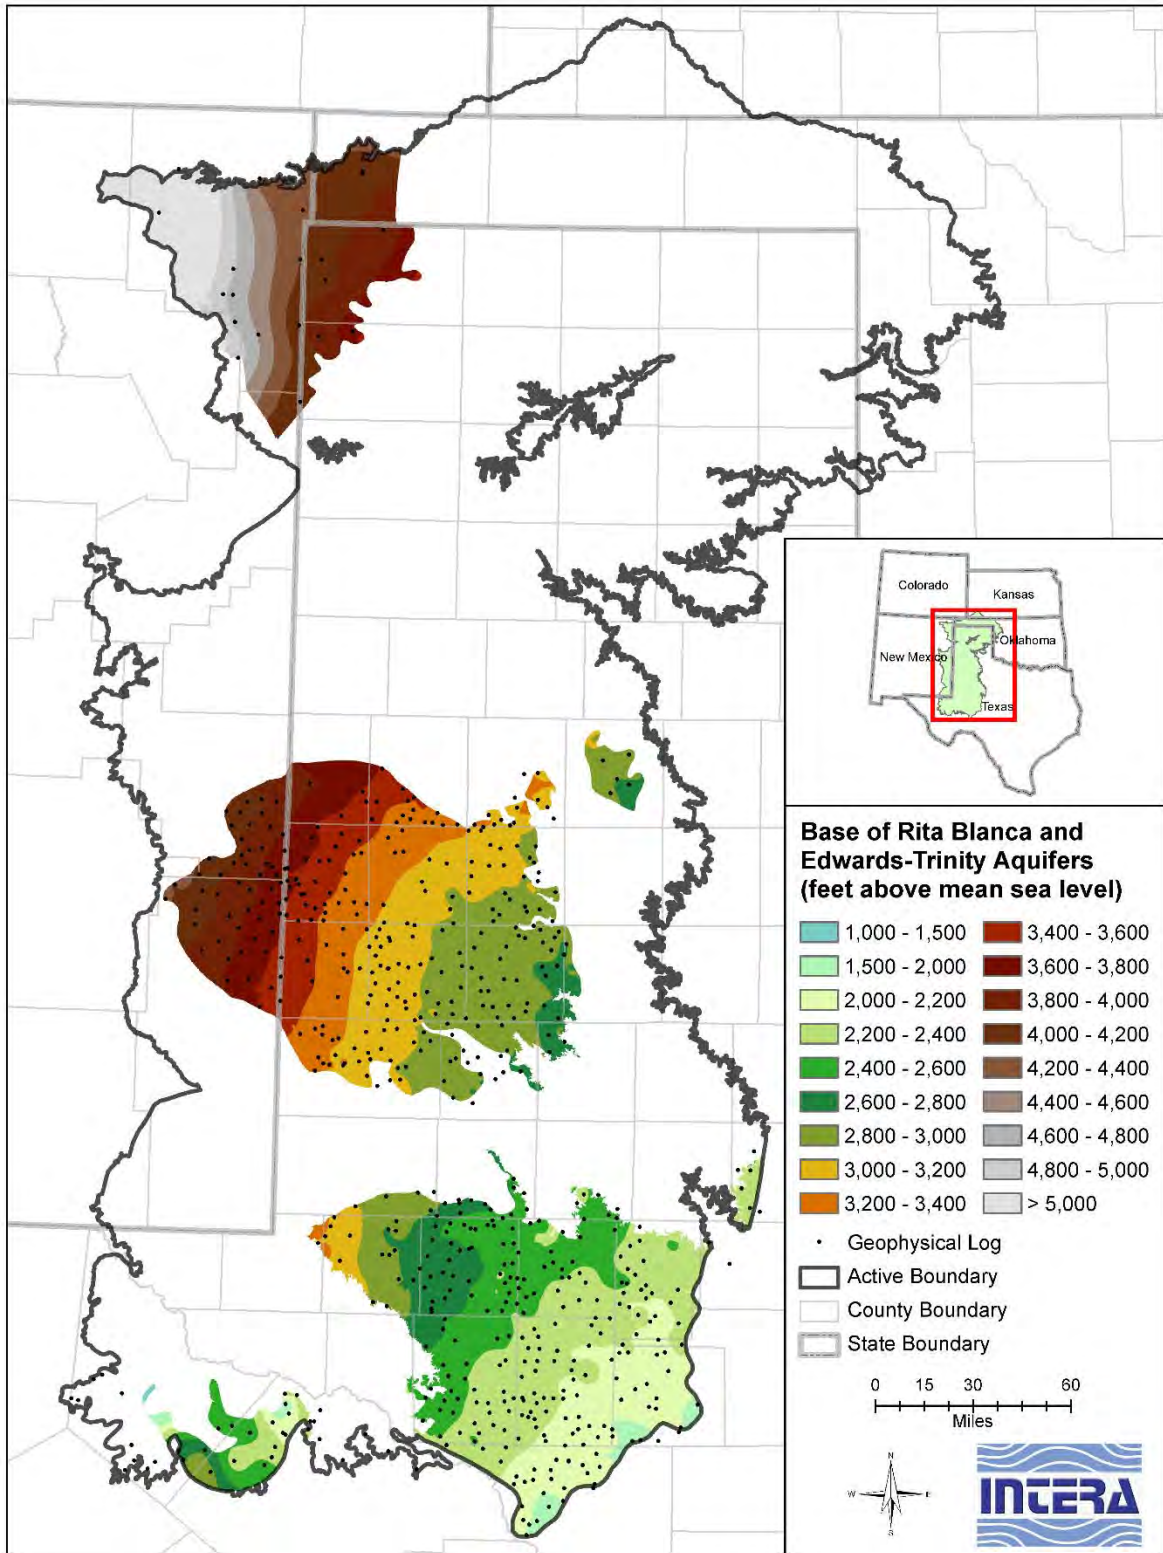 Colorado
Kansas
New Mexico
Oklahoma
Texas
Base of Rita Blanca and
Edwards-Trinity Aquifers
(feet above mean sea level)
1,000 - 1,500
3,400 - 3,600
1,500 - 2,000
3,600 - 3,800
2,000 - 2,200
3,800 - 4,000
2,200 - 2,400
4,000 - 4,200
2,400 - 2,600
4,200 - 4,400
2,600 - 2,800
4,400 - 4,600
2,800 - 3,000
4,600 - 4,800
3,000 - 3,200
4,800 - 5,000
3,200 - 3,400
> 5,000
Geophysical Log
Active Boundary
County Boundary
State Boundary
0 15 30 60
Miles
N
W E
S
INTERA